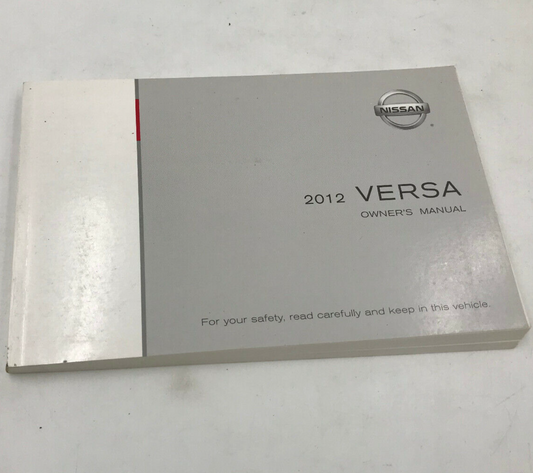 NISSAN
2012 VERSA
OWNER'S MANUAL
For your safety, read carefully and keep in this vehicle.